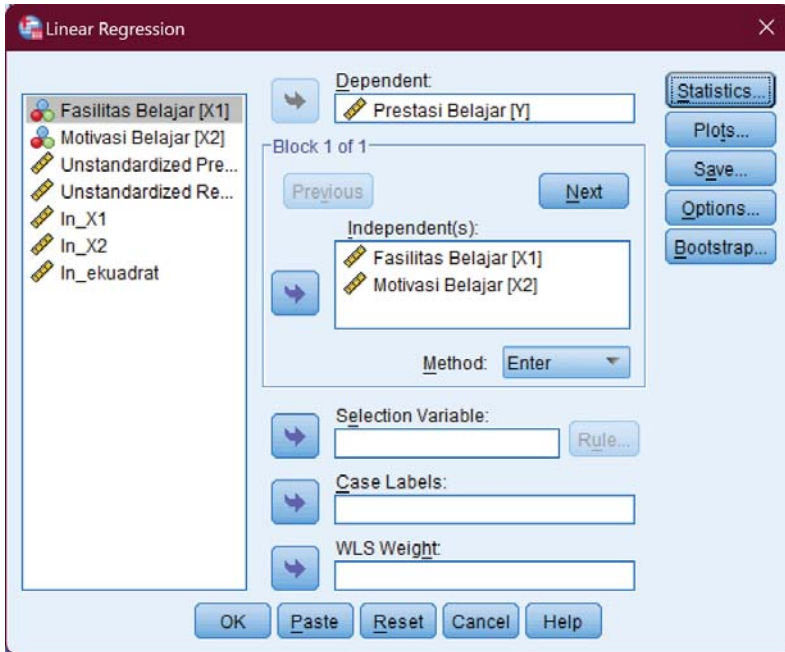 Linear Regression
Fasilitas Belajar [X1]
Motivasi Belajar [X2]
Unstandardized Pre...
Unstandardized Re...
ln_X1
ln_X2
ln_ekuadrat
Dependent:
Prestasi Belajar [Y]
Block 1 of 1
Previous
Next
Independent(s):
Fasilitas Belajar [X1]
Motivasi Belajar [X2]
Method: Enter
Selection Variable:
Rule...
Case Labels:
WLS Weight:
Statistics...
Plots...
Save...
Options...
Bootstrap...
OK Paste Reset Cancel Help